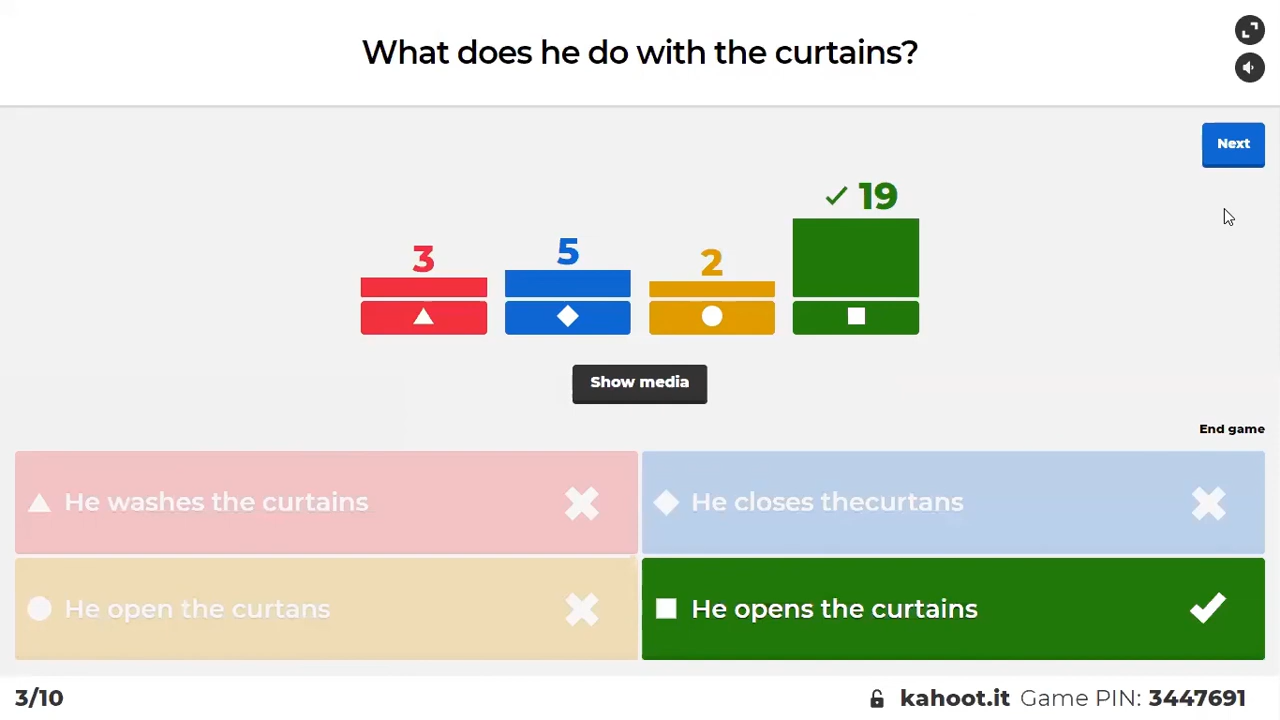 What does he do with the curtains?
Next
19
3
5
2
Show media
End game
He washes the curtains
He closes thecurtans
He open the curtans
He opens the curtains
3/10
kahoot.it Game PIN: 3447691